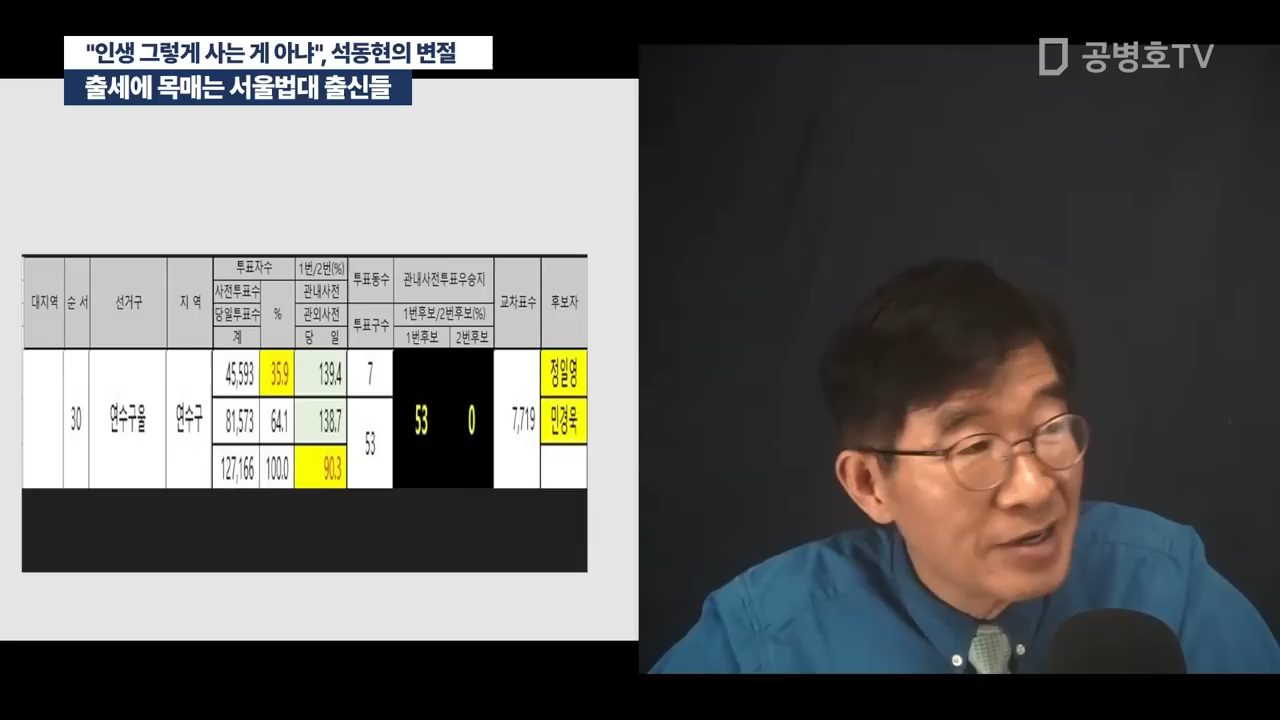 "인생 그렇게 사는 게 아냐", 석동현의 변절
출세에 목매는 서울법대 출신들
공병호TV
대지역 순 서 선거구 지 역 투표자수 1번/2번(%) 투표동수 관내사전투표우승지 교차표수 후보자
사전투표수 % 관내사전
당일투표수 관외사전 투표구수 1번후보/2번후보(%)
계 당 일 1번후보 2번후보
30 연수구을 연수구 45,593 35.9 139.4 7 53 0 7,719 정일영
81,573 64.1 138.7 53 민경욱
127,166 100.0 90.3